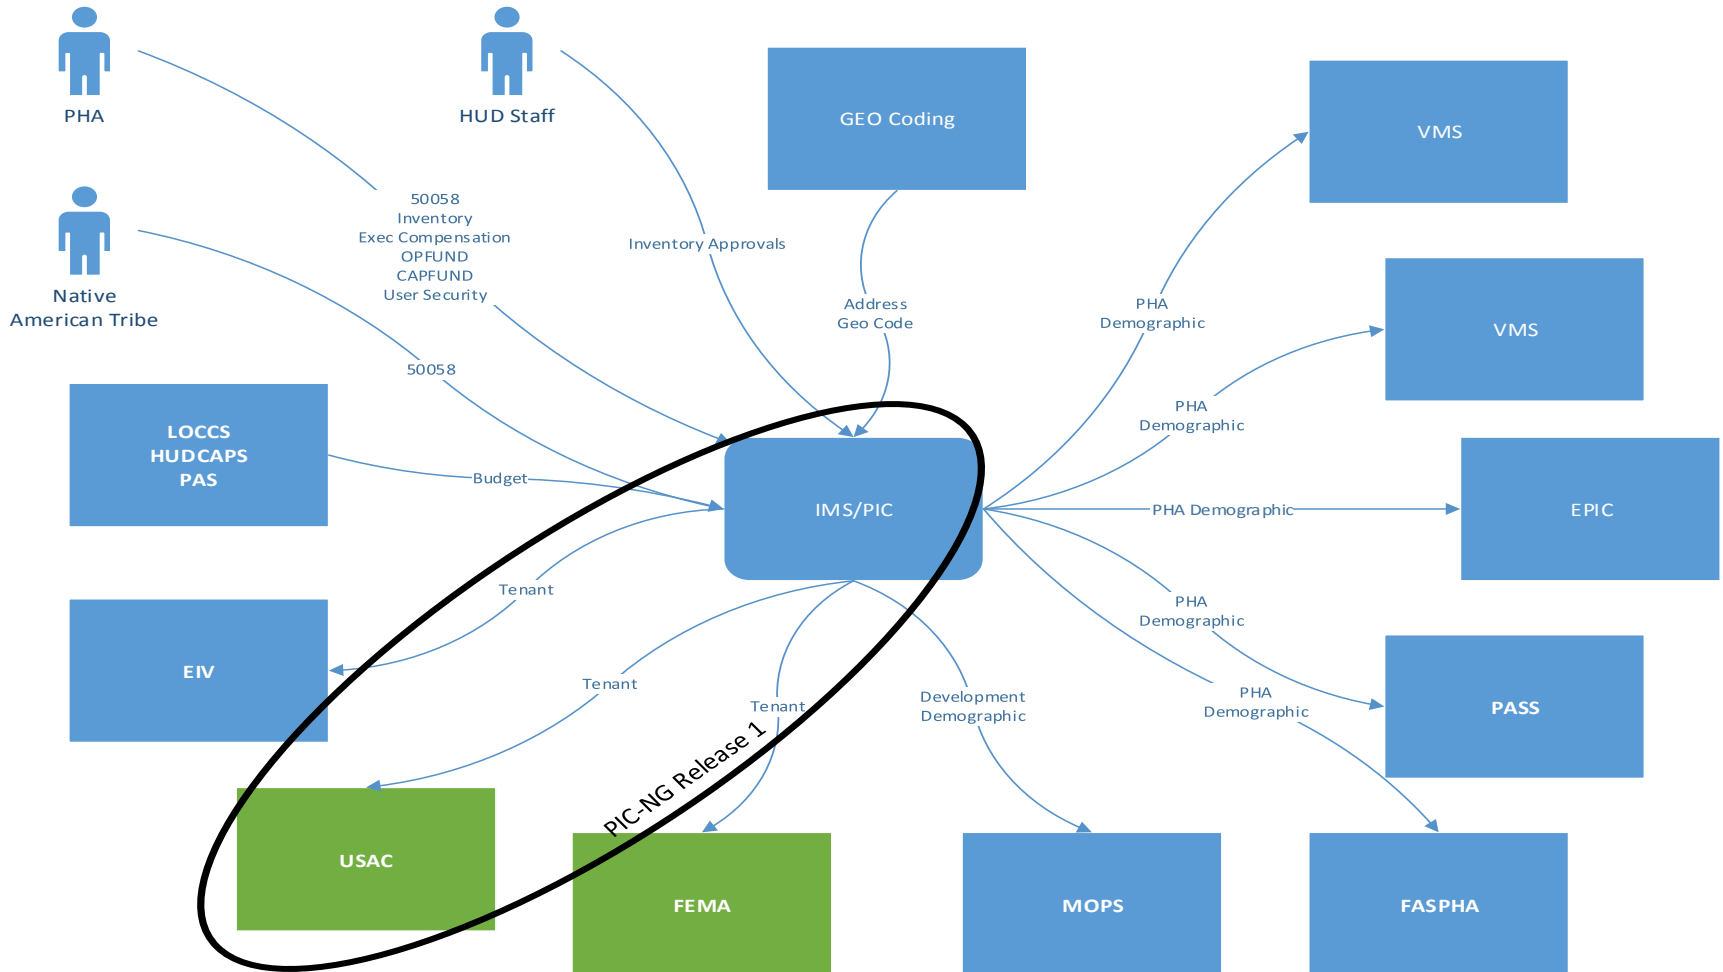 PHA
HUD Staff
GEO Coding
VMS
50058
Inventory
Exec Compensation
OPFUND
CAPFUND
User Security
Inventory Approvals
Native
American Tribe
Address
Geo Code
PHA
Demographic
VMS
50058
PHA
Demographic
LOCCS
HUDCAPS
PAS
Budget
IMS/PIC
PHA Demographic
EPIC
Tenant
PHA
Demographic
EIV
Tenant
Tenant
Development
Demographic
PHA
Demographic
PASS
PIC-NG Release 1
USAC
FEMA
MOPS
FASPHA